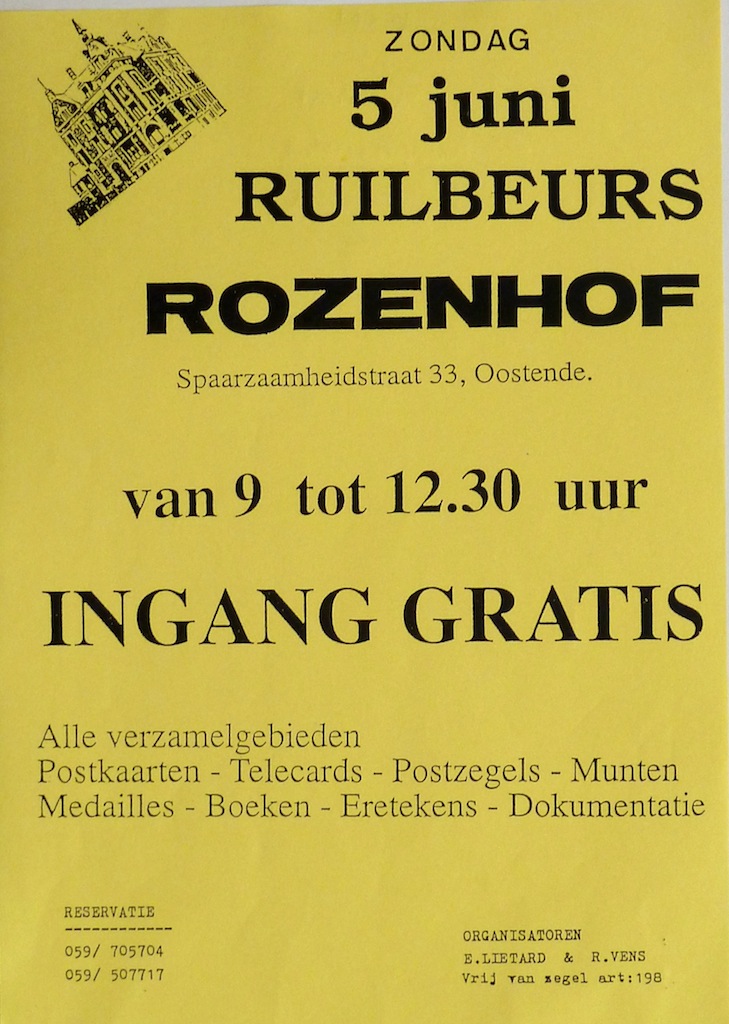 ZONDAG
5 juni
RUILBEURS
ROZENHOF
Spaarzaamheidstraat 33, Oostende.
van 9 tot 12.30 uur
INGANG GRATIS
Alle verzamelgebieden
Postkaarten - Telecards - Postzegels - Munten
Medailles - Boeken - Eretekens - Dokumentatie
RESERVATIE
------------
059/ 705704
059/ 507717
ORGANISATOREN
E.LIETARD & R.VENS
Vrij van zegel art:198